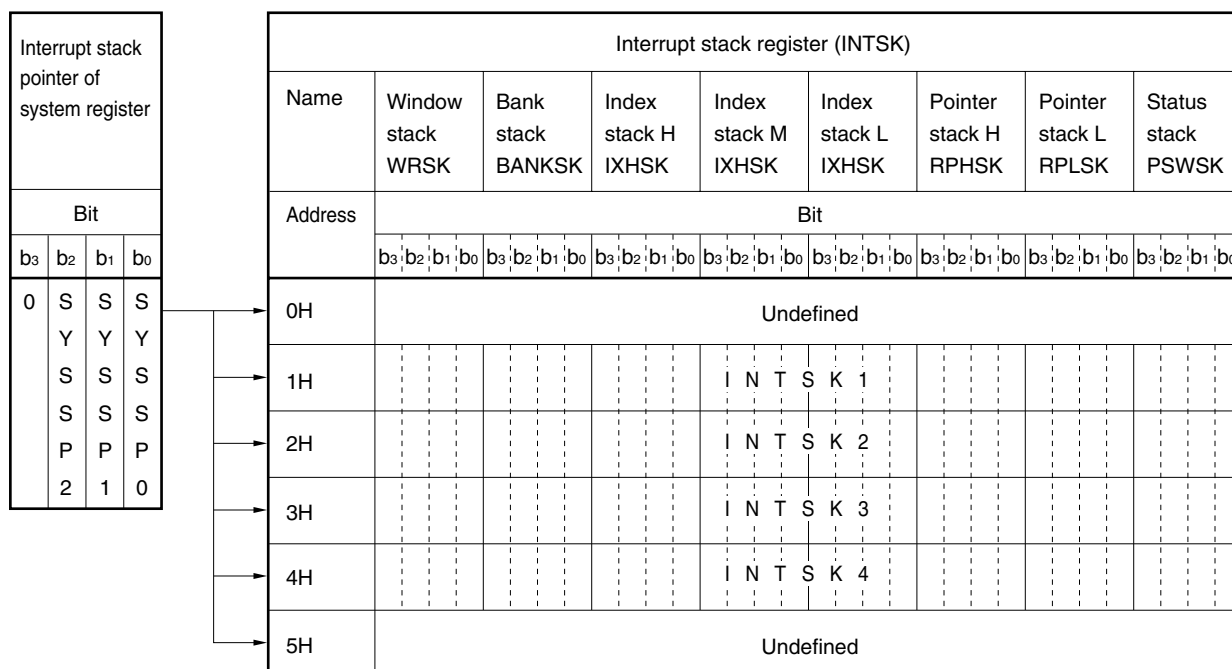 Interrupt stack
pointer of
system register
Bit
b3 b2 b1 b0
0 S S S
Y Y Y
S S S
S S S
P P P
2 1 0
Interrupt stack register (INTSK)
Name Window stack WRSK Bank stack BANKSK Index stack H IXHSK Index stack M IXHSK Index stack L IXHSK Pointer stack H RPHSK Pointer stack L RPLSK Status stack PSWSK
Address Bit
b3 b2 b1 b0 b3 b2 b1 b0 b3 b2 b1 b0 b3 b2 b1 b0 b3 b2 b1 b0 b3 b2 b1 b0 b3 b2 b1 b0 b3 b2 b1 b0
0H Undefined
1H I N T S K 1
2H I N T S K 2
3H I N T S K 3
4H I N T S K 4
5H Undefined